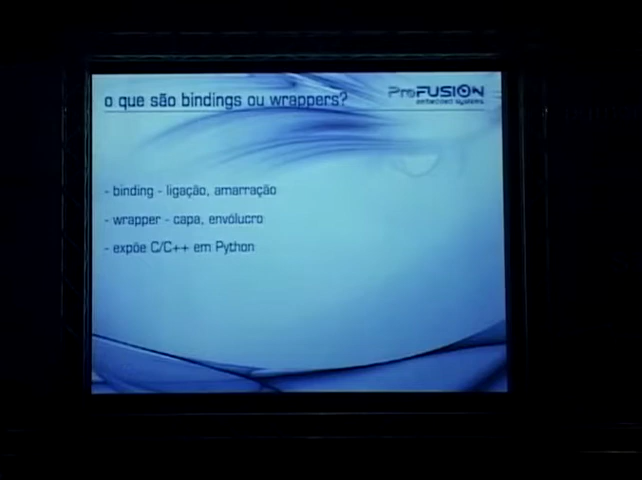 o que são bindings ou wrappers?
ProFUSION
embedded systems
- binding - ligação, amarração
- wrapper - capa, envólucro
- expõe C/C++ em Python